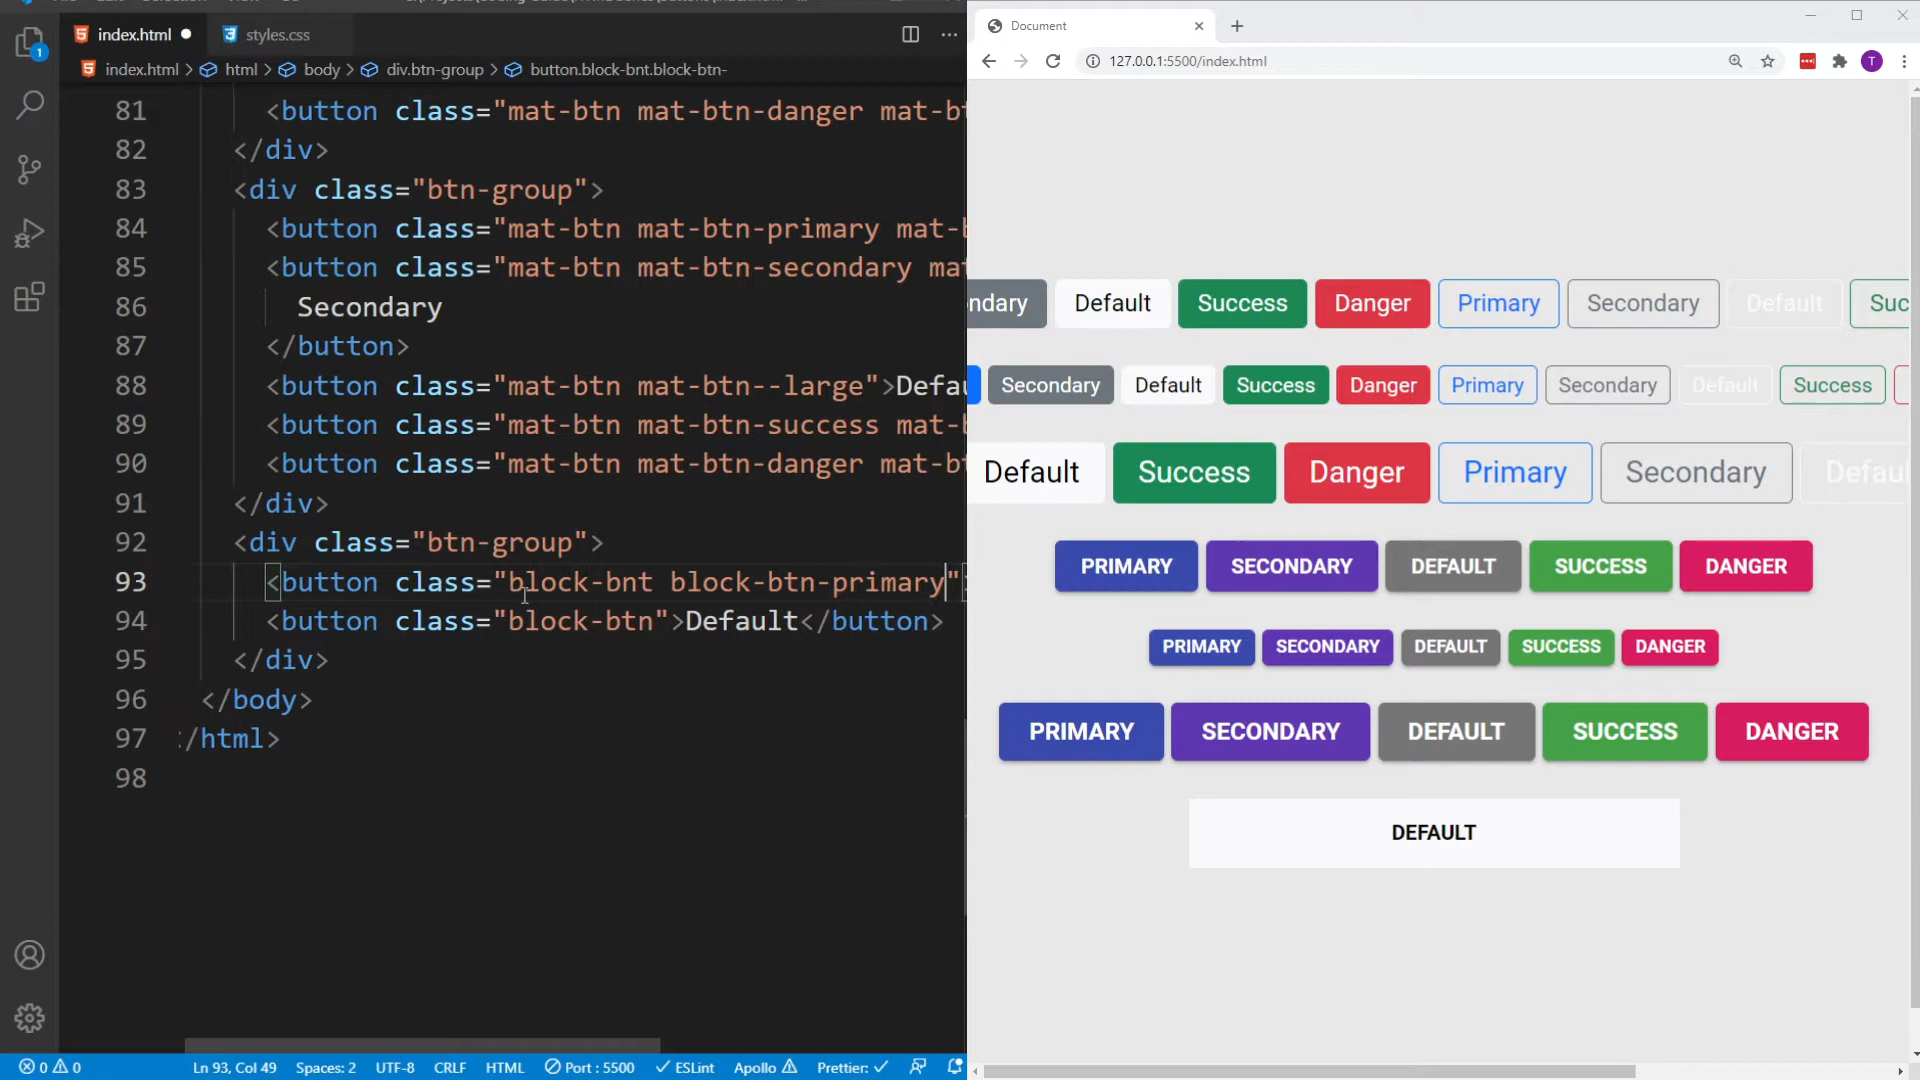 index.html
styles.css
Document
index.html > html > body > div.btn-group > button.block-bnt.block-btn-
127.0.0.1:5500/index.html
T
1
81 <button class="mat-btn mat-btn-danger mat-bt
82 </div>
83 <div class="btn-group">
84 <button class="mat-btn mat-btn-primary mat-b
85 <button class="mat-btn mat-btn-secondary mat
86 Secondary
87 </button>
88 <button class="mat-btn mat-btn--large">Defau
89 <button class="mat-btn mat-btn-success mat-b
90 <button class="mat-btn mat-btn-danger mat-bt
91 </div>
92 <div class="btn-group">
93 <button class="block-bnt block-btn-primary">
94 <button class="block-btn">Default</button>
95 </div>
96 </body>
97 </html>
98
ndary Default Success Danger Primary Secondary Default Suc
Secondary Default Success Danger Primary Secondary Default Success
Default Success Danger Primary Secondary Defau
PRIMARY SECONDARY DEFAULT SUCCESS DANGER
PRIMARY SECONDARY DEFAULT SUCCESS DANGER
PRIMARY SECONDARY DEFAULT SUCCESS DANGER
DEFAULT
0 0 Ln 93, Col 49 Spaces: 2 UTF-8 CRLF HTML Port : 5500 ESLint Apollo Prettier: